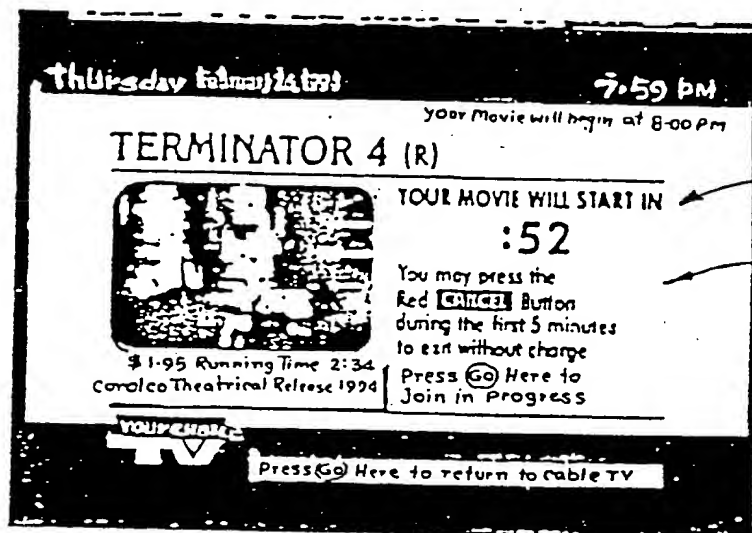 Thursday
7:59 PM
your Movie will begin at 8-00 PM
TERMINATOR 4 (R)
YOUR MOVIE WILL START IN
:52
You may press the
Red CANCEL Button
during the first 5 minutes
to exit without charge
$1.95 Running Time 2:34
Carolco Theatrical Release 1994
Press Go Here to
Join in Progress
YOUR CHOICE
TV
Press Go Here to return to cable TV